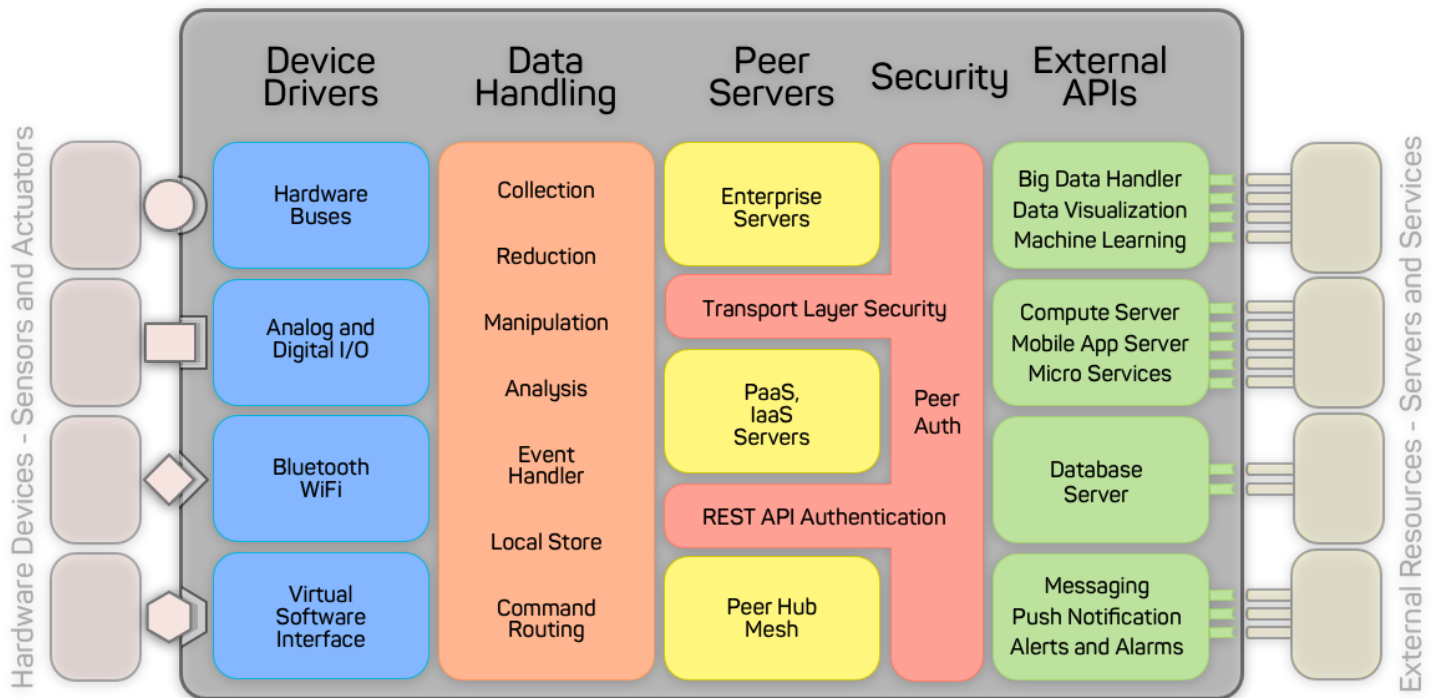 Device
Drivers
Data
Handling
Peer
Servers
Security
External
APIs
Hardware Devices - Sensors and Actuators
Hardware
Buses
Analog and
Digital I/O
Bluetooth
WiFi
Virtual
Software
Interface
Collection
Reduction
Manipulation
Analysis
Event
Handler
Local Store
Command
Routing
Enterprise
Servers
Transport Layer Security
PaaS,
IaaS
Servers
Peer
Auth
REST API Authentication
Peer Hub
Mesh
Big Data Handler
Data Visualization
Machine Learning
Compute Server
Mobile App Server
Micro Services
Database
Server
Messaging
Push Notification
Alerts and Alarms
External Resources - Servers and Services